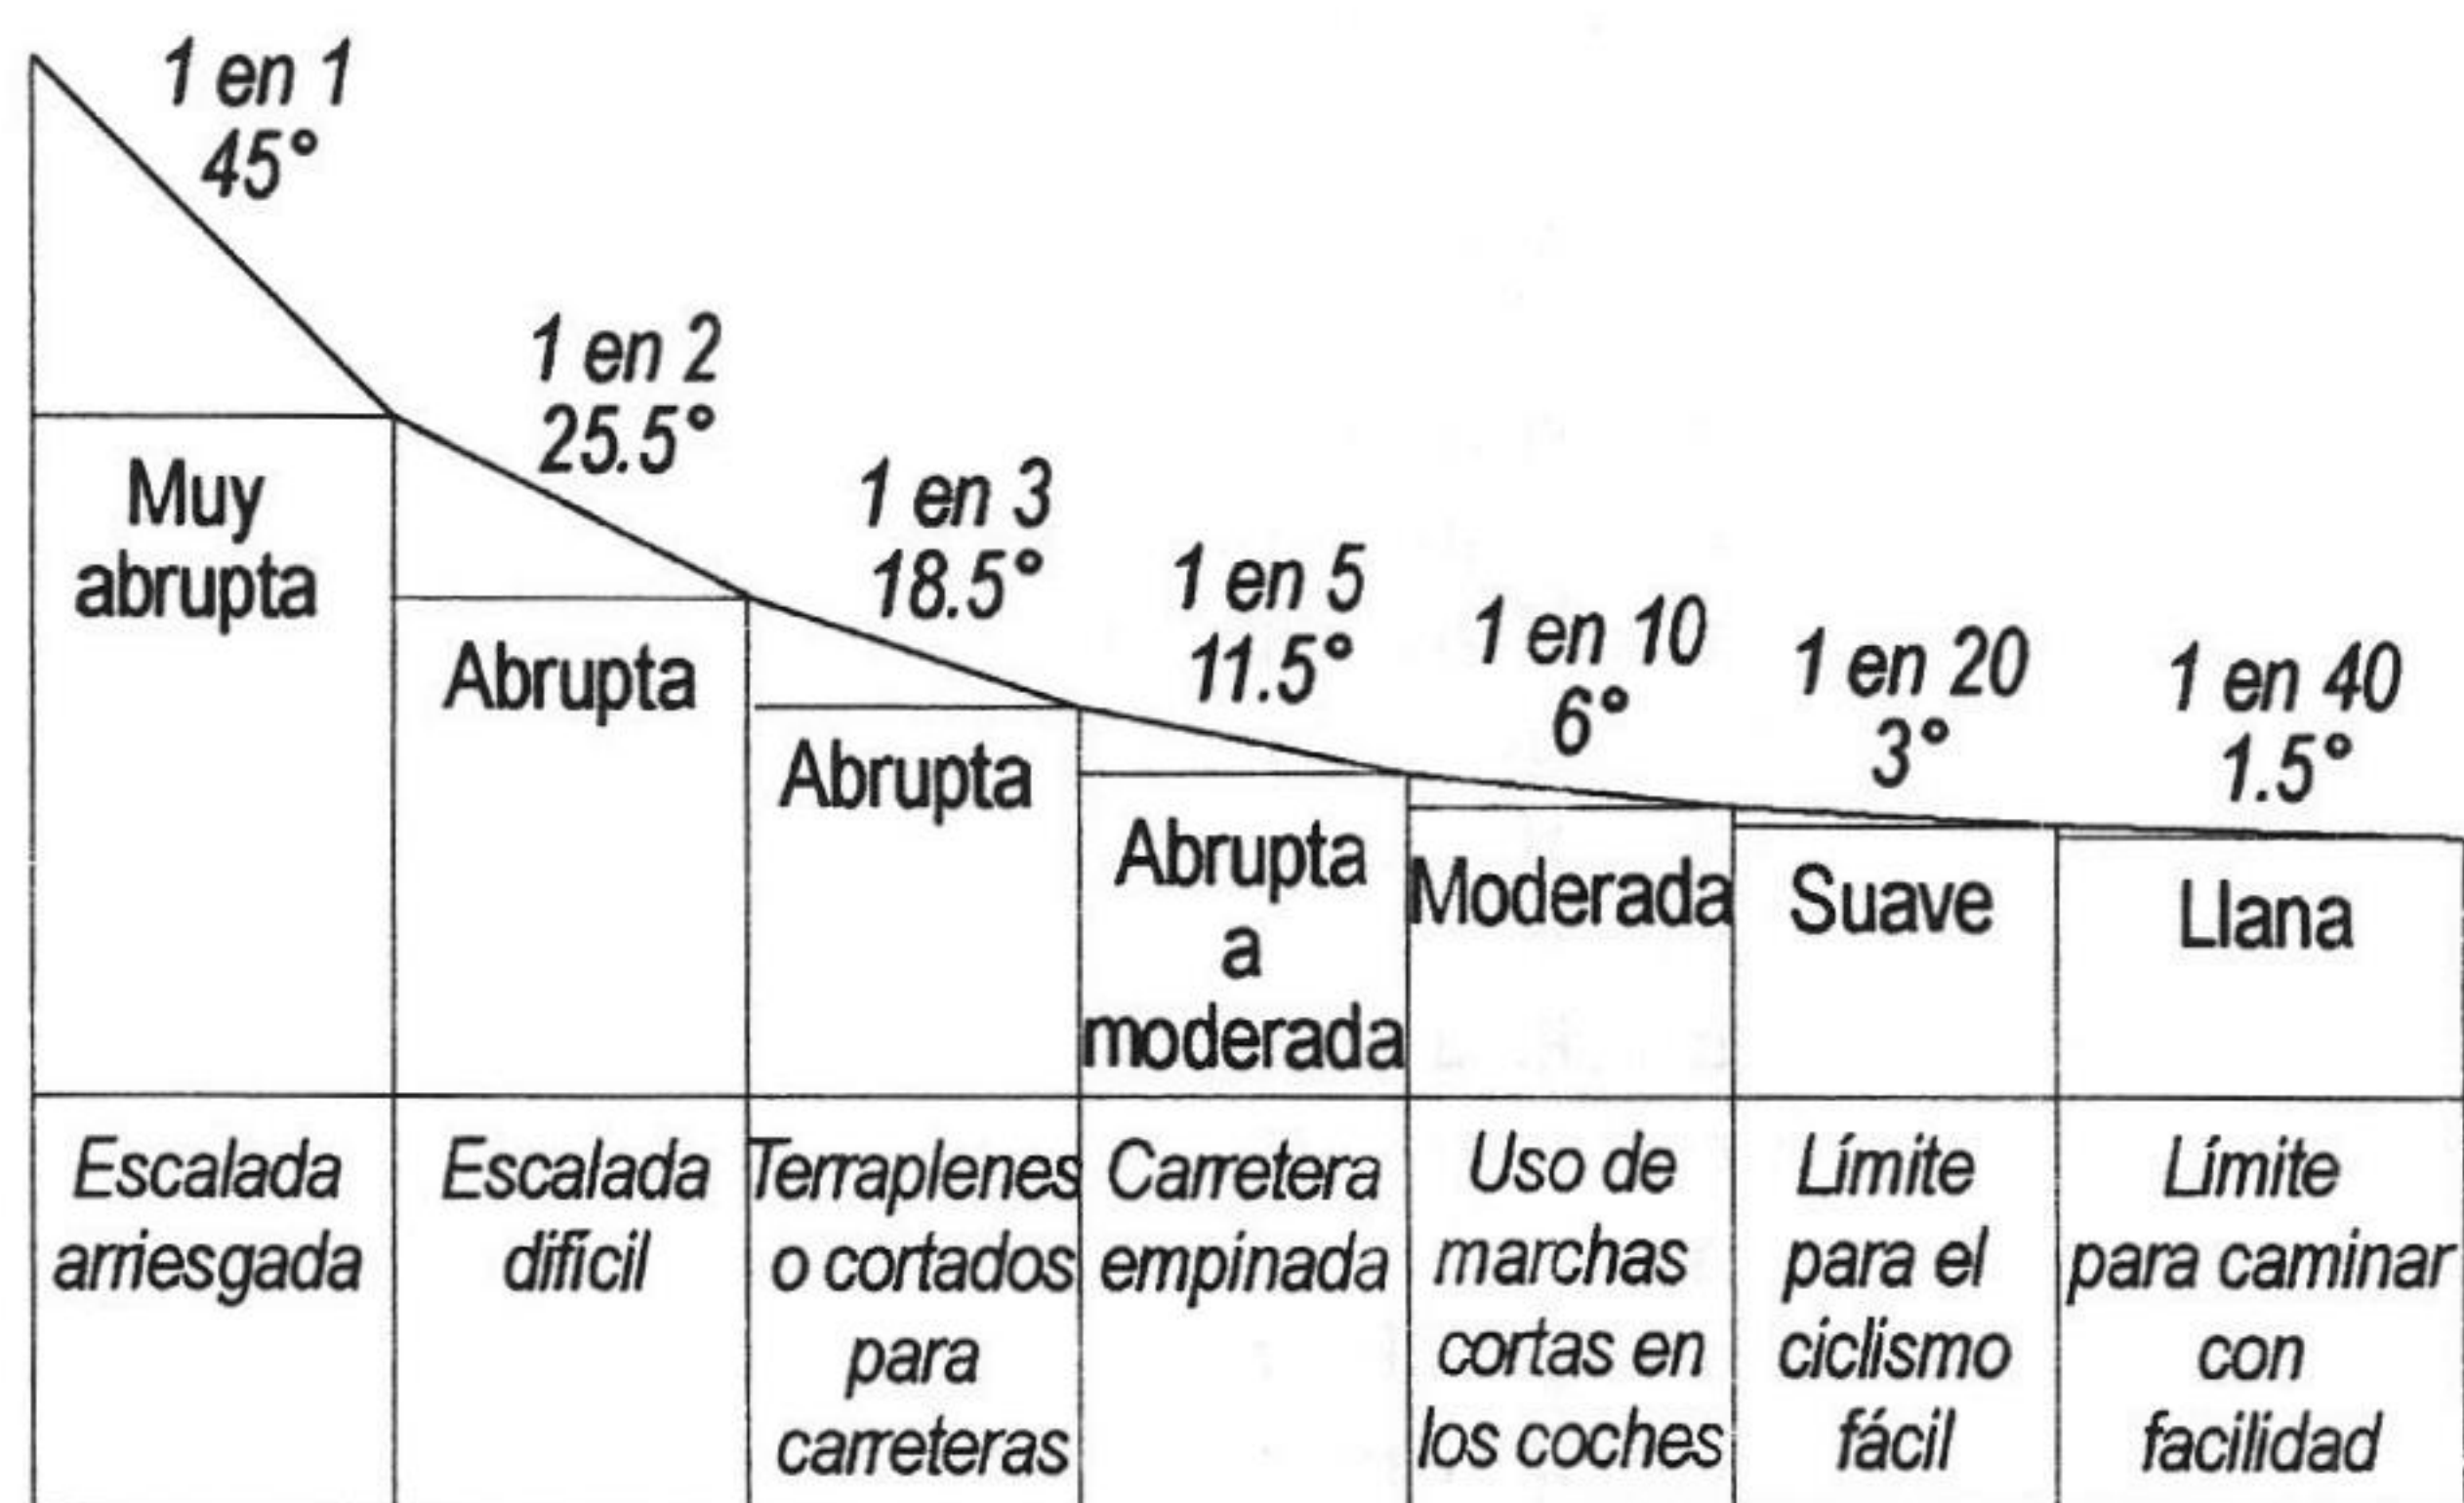 1 en 1
45°
1 en 2
25.5°
1 en 3
18.5°
1 en 5
11.5°
1 en 10
6°
1 en 20
3°
1 en 40
1.5°
Muy
abrupta
Abrupta
Abrupta
Abrupta
a
moderada
Moderada
Suave
Llana
Escalada
arriesgada
Escalada
difícil
Terraplenes
o cortados
para
carreteras
Carretera
empinada
Uso de
marchas
cortas en
los coches
Límite
para el
ciclismo
fácil
Límite
para caminar
con
facilidad